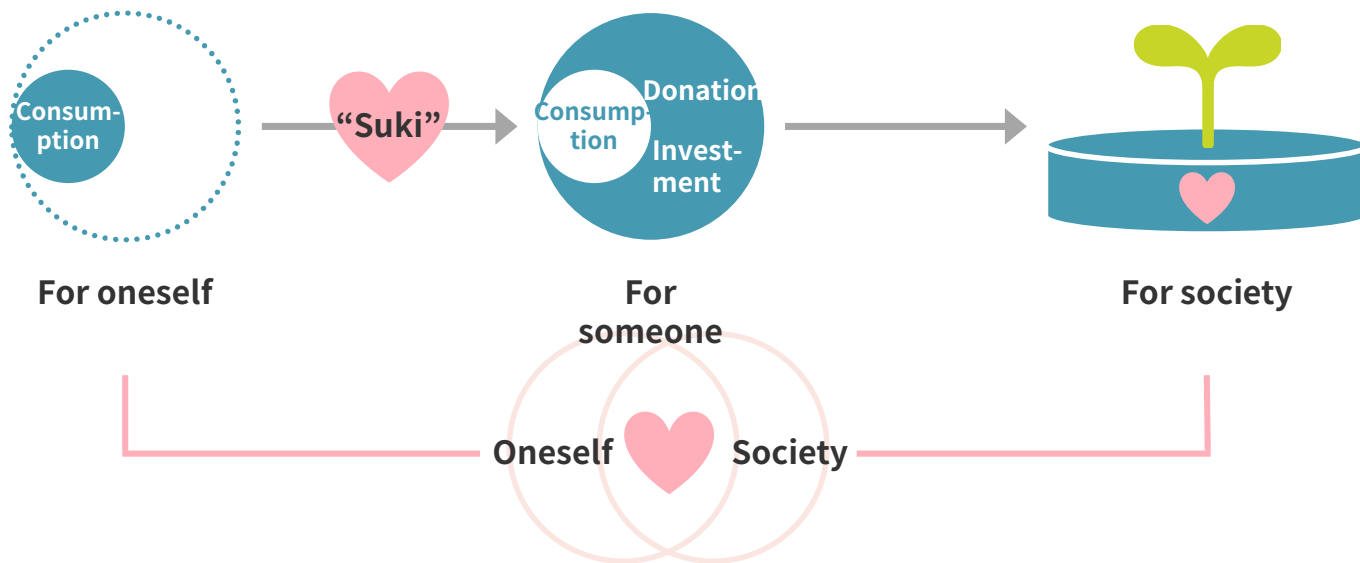 Consum-
ption
“Suki”
Consump-
tion
Donation
Invest-
ment
For oneself
For
someone
For society
Oneself
Society